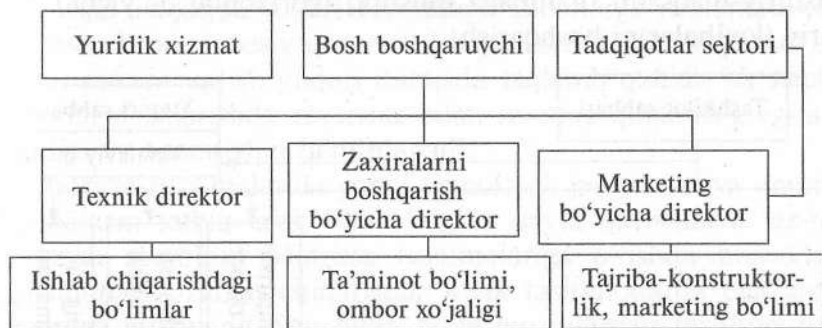 Yuridik xizmat
Bosh boshqaruvchi
Tadqiqotlar sektori
Texnik direktor
Zaxiralarni
boshqarish
bo‘yicha direktor
Marketing
bo‘yicha direktor
Ishlab chiqarishdagi
bo‘limlar
Ta’minot bo‘limi,
ombor xo‘jaligi
Tajriba-konstruktor-
lik, marketing bo‘limi